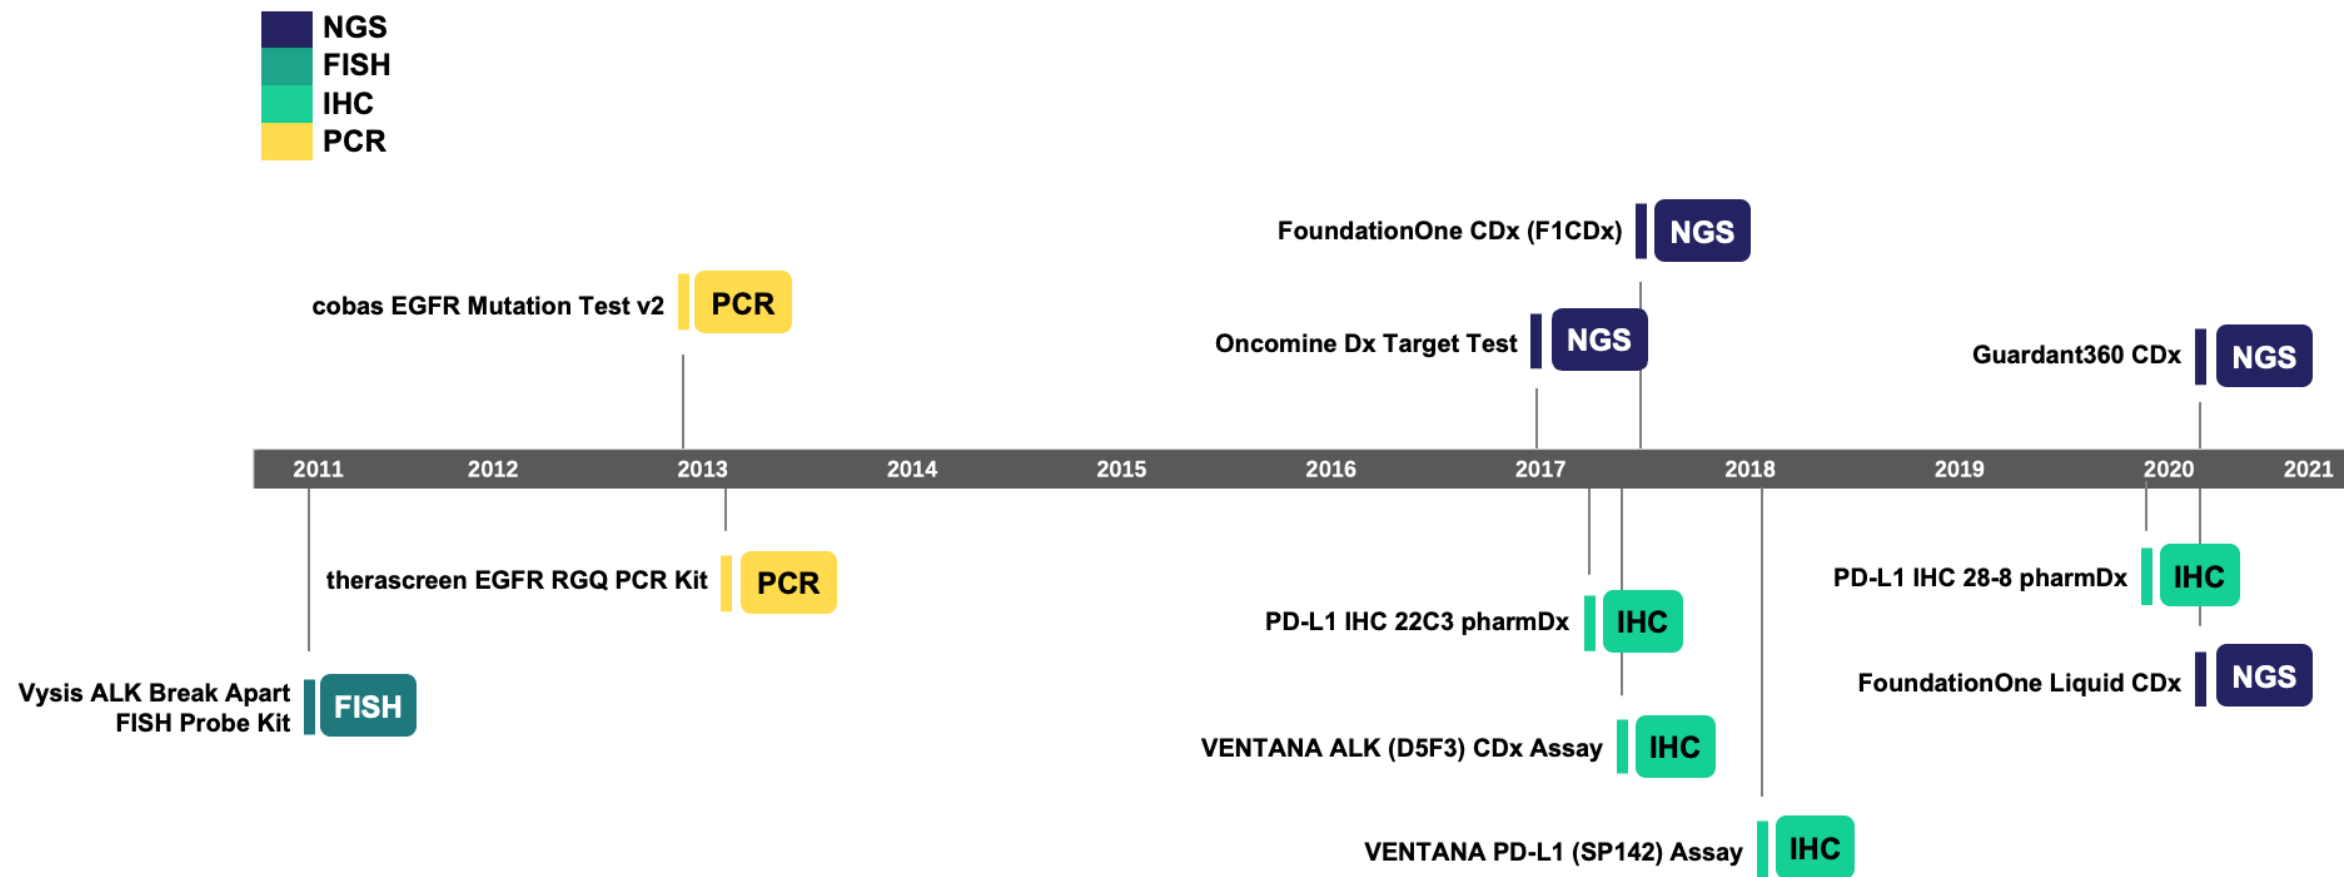 NGS
FISH
IHC
PCR
FoundationOne CDx (F1CDx) NGS
cobas EGFR Mutation Test v2 PCR
Oncomine Dx Target Test NGS
Guardant360 CDx NGS
2011 2012 2013 2014 2015 2016 2017 2018 2019 2020 2021
therascreen EGFR RGQ PCR Kit PCR
PD-L1 IHC 28-8 pharmDx IHC
PD-L1 IHC 22C3 pharmDx IHC
Vysis ALK Break Apart
FISH Probe Kit FISH
FoundationOne Liquid CDx NGS
VENTANA ALK (D5F3) CDx Assay IHC
VENTANA PD-L1 (SP142) Assay IHC